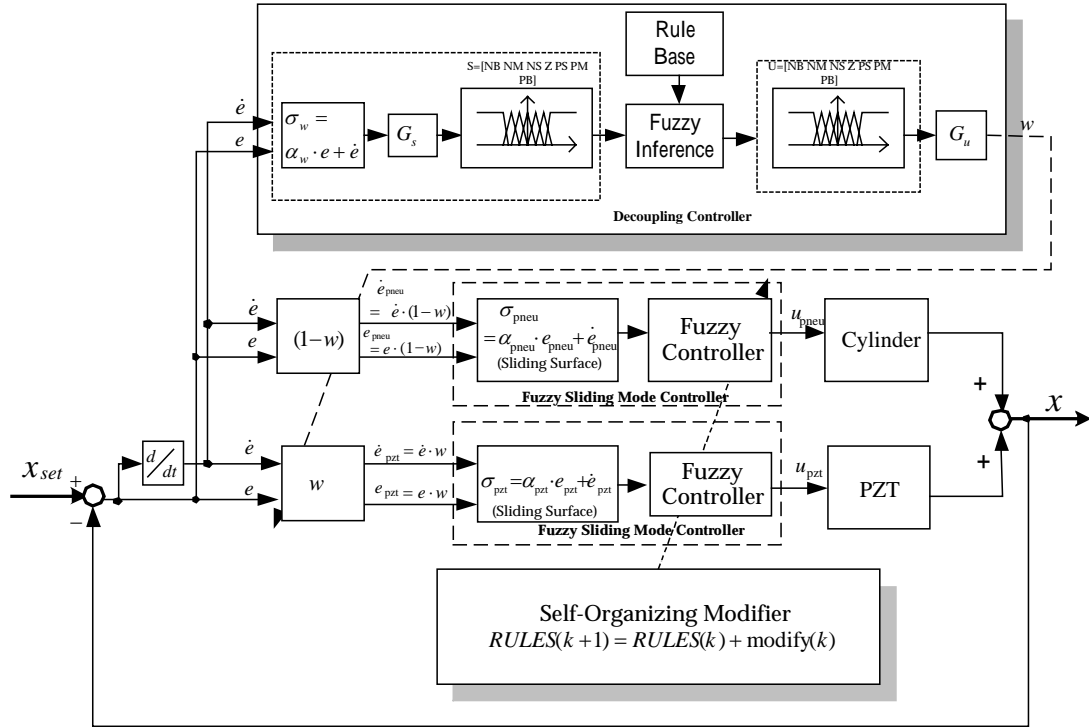 Rule
Base
S=[NB NM NS Z PS PM
PB]
U=[NB NM NS Z PS PM
PB]
ė
e
σ_w =
α_w · e + ė
G_s
Fuzzy
Inference
G_u
w
Decoupling Controller
ė
e
(1−w)
ė_pneu
= ė·(1−w)
e_pneu
= e·(1−w)
σ_pneu
=α_pneu · e_pneu + ė_pneu
(Sliding Surface)
Fuzzy
Controller
u_pneu
Cylinder
Fuzzy Sliding Mode Controller
+
x
+
x_set
+
−
d/dt
ė
e
w
ė_pzt = ė·w
e_pzt = e·w
σ_pzt =α_pzt · e_pzt + ė_pzt
(Sliding Surface)
Fuzzy
Controller
u_pzt
PZT
Fuzzy Sliding Mode Controller
Self-Organizing Modifier
RULES(k+1) = RULES(k) + modify(k)